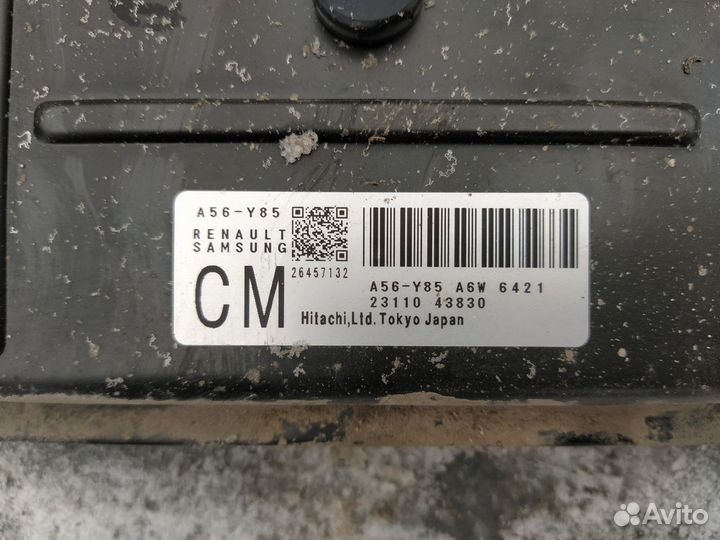 A56-Y85
RENAULT
SAMSUNG
CM
26457132
A56-Y85 A6W 6421
23110 43830
Hitachi,Ltd.Tokyo Japan
Avito